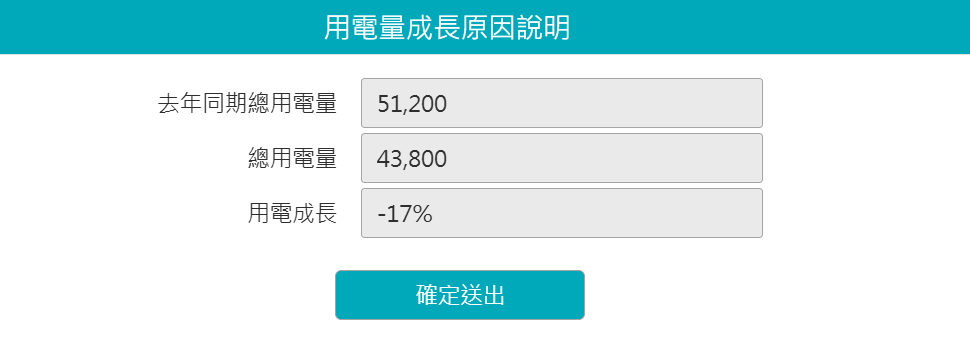 用電量成長原因說明
去年同期總用電量 51,200
總用電量 43,800
用電成長 -17%
確定送出